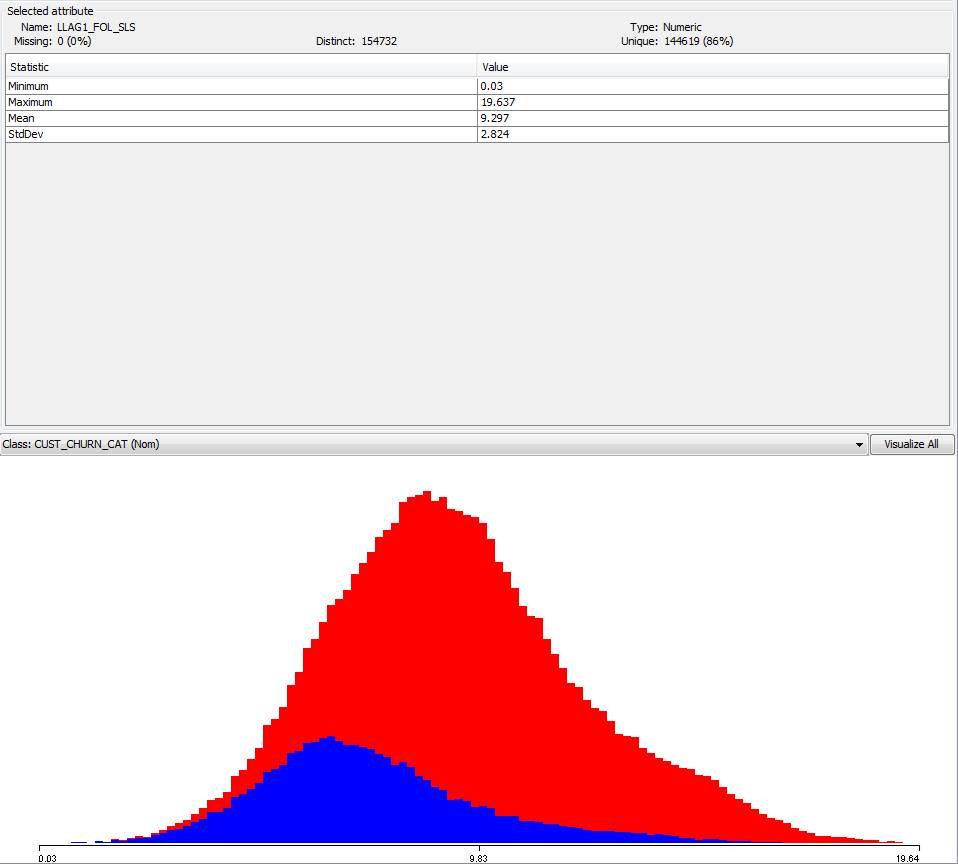 Selected attribute
Name: LLAG1_FOL_SLS Type: Numeric
Missing: 0 (0%) Distinct: 154732 Unique: 144619 (86%)
Statistic Value
Minimum 0.03
Maximum 19.637
Mean 9.297
StdDev 2.824
Class: CUST_CHURN_CAT (Nom) Visualize All
0.03 9.83 19.64